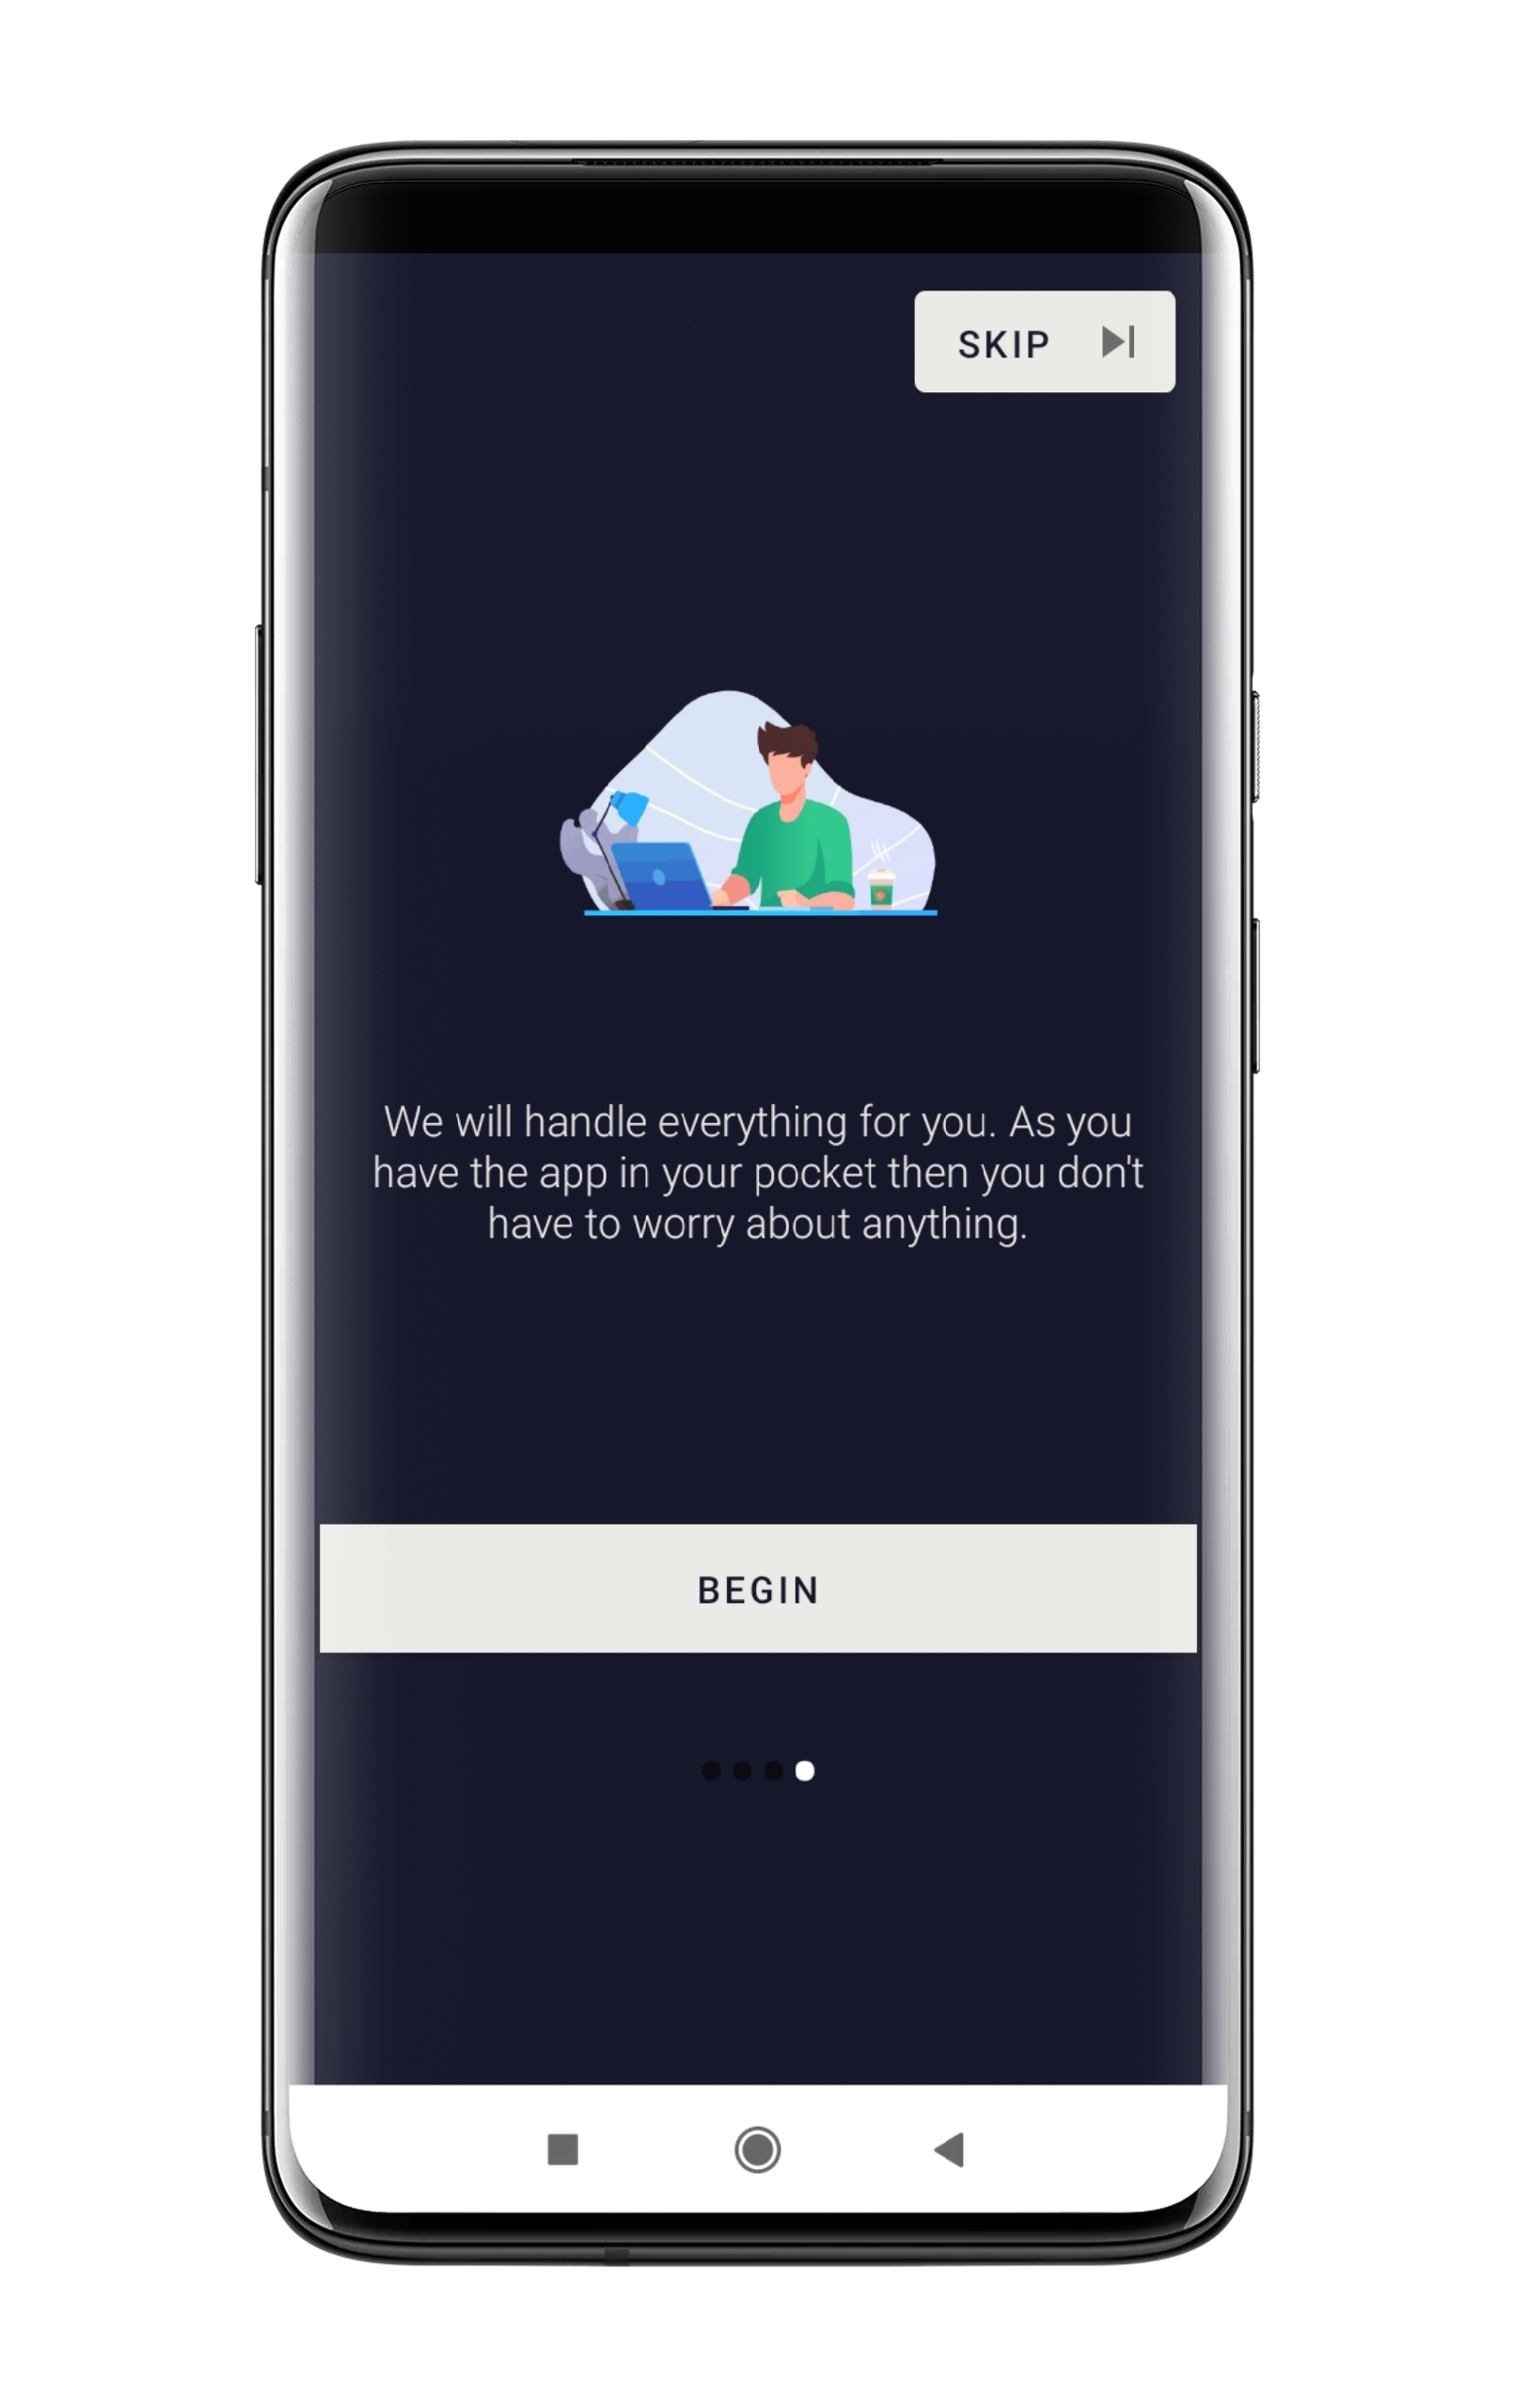 SKIP
We will handle everything for you. As you
have the app in your pocket then you don't
have to worry about anything.
BEGIN